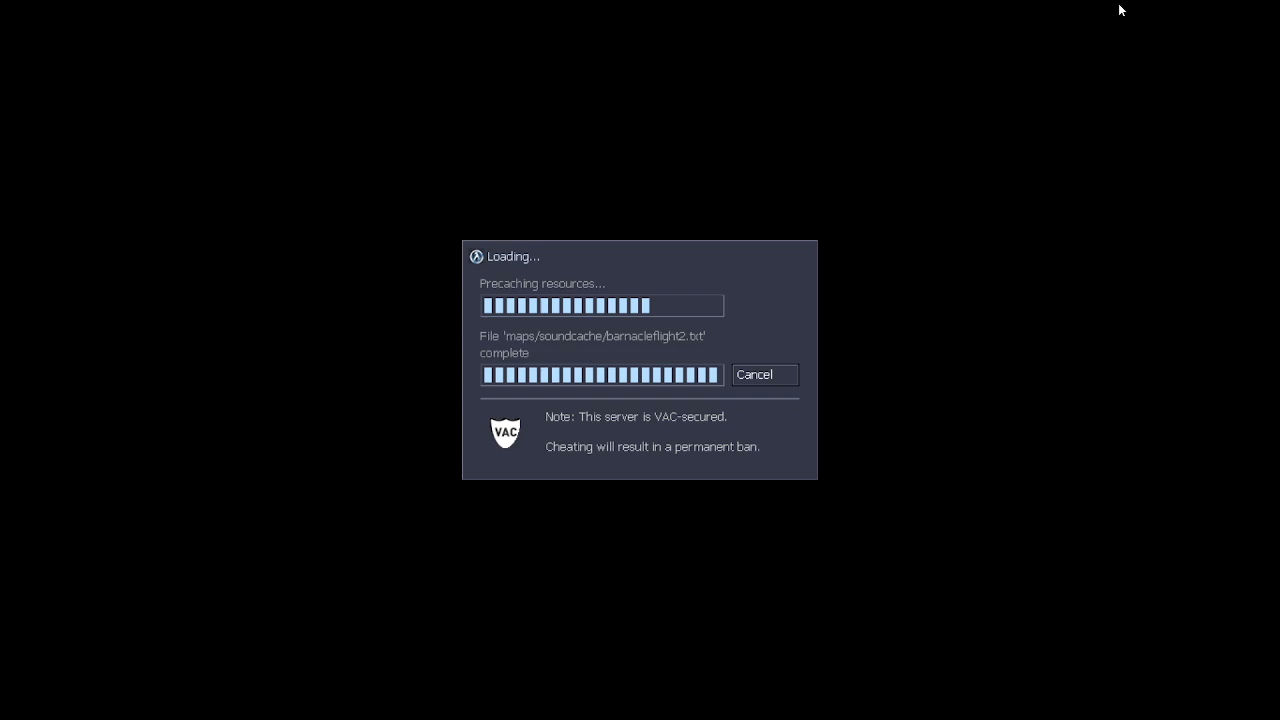 Loading...
Precaching resources...
File 'maps/soundcache/barnacleflight2.txt'
complete
Cancel
Note: This server is VAC-secured.
VAC
Cheating will result in a permanent ban.